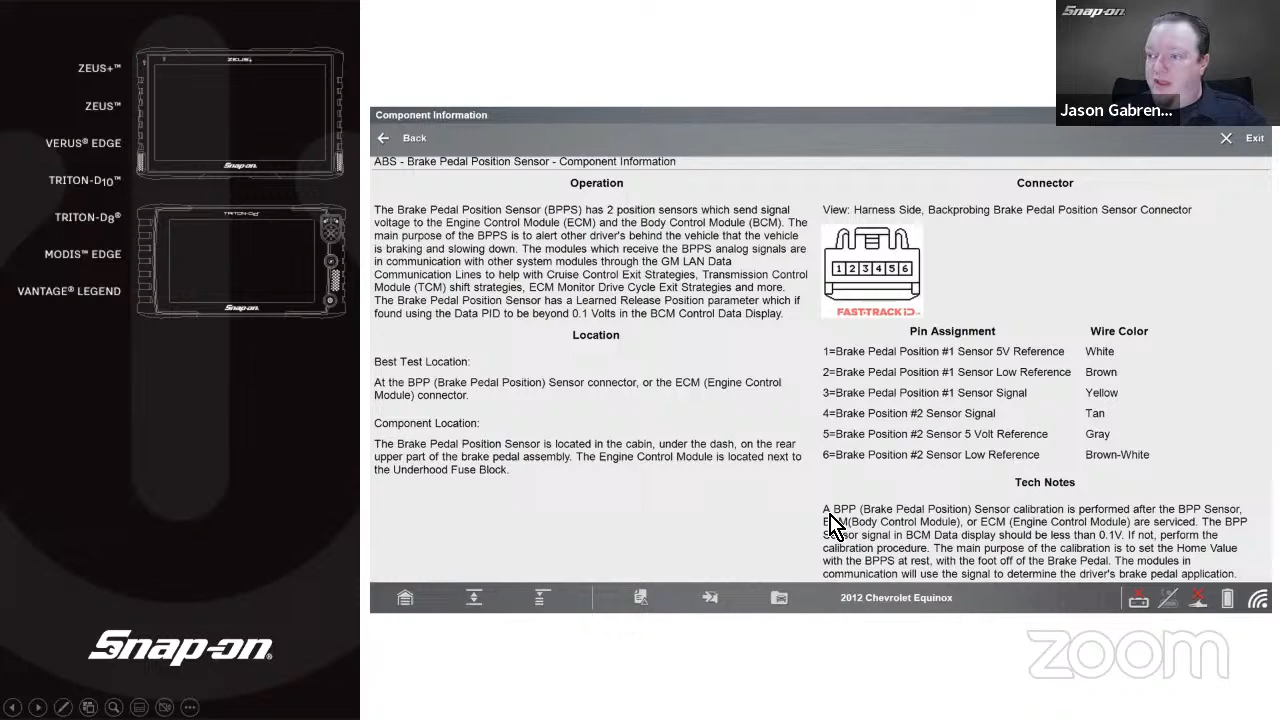 ZEUS+™
ZEUS™
VERUS® EDGE
TRITON-D10™
TRITON-D8®
MODIS™ EDGE
VANTAGE® LEGEND
ZEUS+
Snap-on
TRITON-D8
Snap-on
Snap-on
Snap-on
Jason Gabren...
Component Information
Back
Exit
ABS - Brake Pedal Position Sensor - Component Information
Operation
The Brake Pedal Position Sensor (BPPS) has 2 position sensors which send signal
voltage to the Engine Control Module (ECM) and the Body Control Module (BCM). The
main purpose of the BPPS is to alert other driver's behind the vehicle that the vehicle
is braking and slowing down. The modules which receive the BPPS analog signals are
in communication with other system modules through the GM LAN Data
Communication Lines to help with Cruise Control Exit Strategies, Transmission Control
Module (TCM) shift strategies, ECM Monitor Drive Cycle Exit Strategies and more.
The Brake Pedal Position Sensor has a Learned Release Position parameter which if
found using the Data PID to be beyond 0.1 Volts in the BCM Control Data Display.
Location
Best Test Location:
At the BPP (Brake Pedal Position) Sensor connector, or the ECM (Engine Control
Module) connector.
Component Location:
The Brake Pedal Position Sensor is located in the cabin, under the dash, on the rear
upper part of the brake pedal assembly. The Engine Control Module is located next to
the Underhood Fuse Block.
Connector
View: Harness Side, Backprobing Brake Pedal Position Sensor Connector
1 2 3 4 5 6
FAST-TRACK iD
Pin Assignment Wire Color
1=Brake Pedal Position #1 Sensor 5V Reference White
2=Brake Pedal Position #1 Sensor Low Reference Brown
3=Brake Pedal Position #1 Sensor Signal Yellow
4=Brake Position #2 Sensor Signal Tan
5=Brake Position #2 Sensor 5 Volt Reference Gray
6=Brake Position #2 Sensor Low Reference Brown-White
Tech Notes
A BPP (Brake Pedal Position) Sensor calibration is performed after the BPP Sensor,
(Body Control Module), or ECM (Engine Control Module) are serviced. The BPP
signal in BCM Data display should be less than 0.1V. If not, perform the
calibration procedure. The main purpose of the calibration is to set the Home Value
with the BPPS at rest, with the foot off of the Brake Pedal. The modules in
communication will use the signal to determine the driver's brake pedal application.
2012 Chevrolet Equinox
zoom